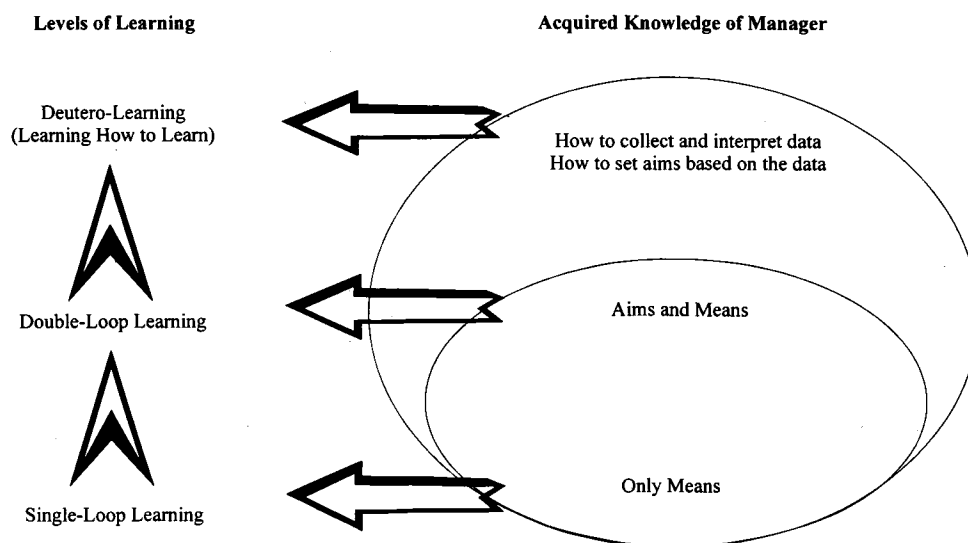 Levels of Learning
Acquired Knowledge of Manager
Deutero-Learning
(Learning How to Learn)
How to collect and interpret data
How to set aims based on the data
Double-Loop Learning
Aims and Means
Single-Loop Learning
Only Means